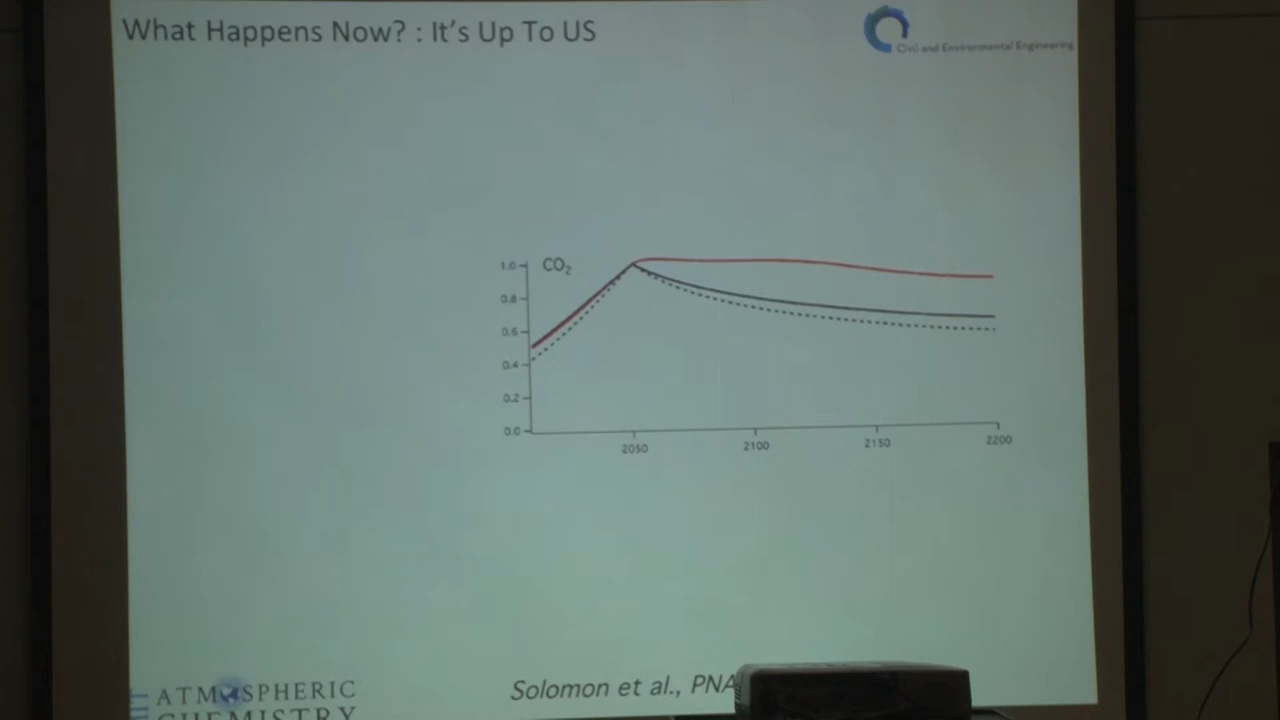 What Happens Now? : It's Up To US
Civil and Environmental Engineering
CO₂
1.0
0.8
0.6
0.4
0.2
0.0
2050
2100
2150
2200
Solomon et al., PNA
ATMOSPHERIC
CHEMISTRY